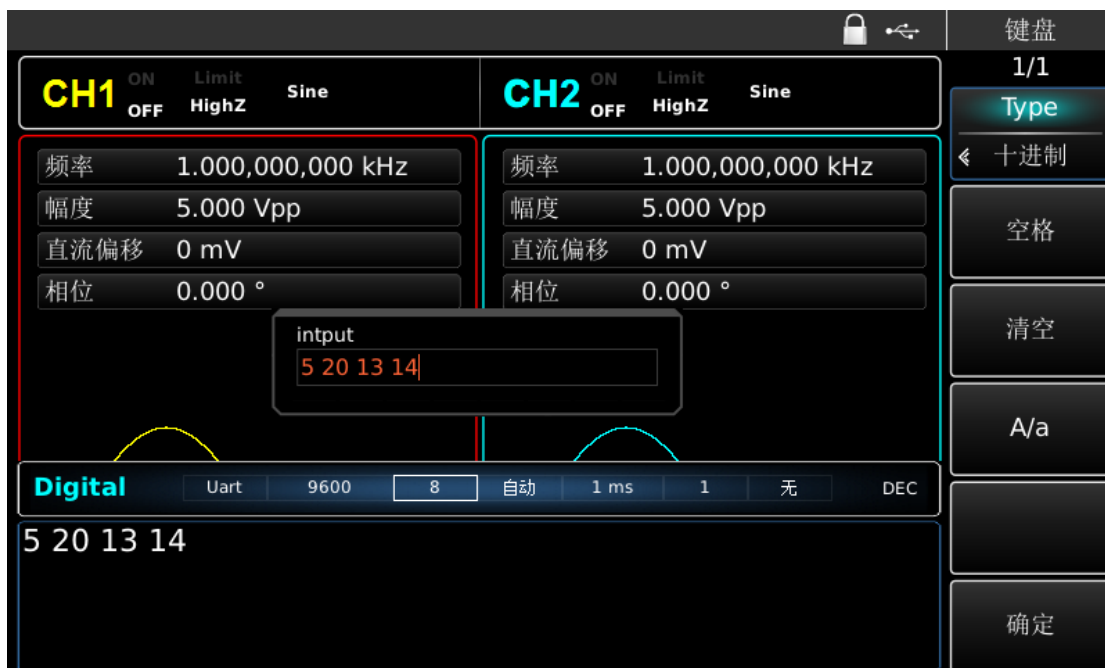 键盘
1/1
CH1 ON OFF Limit HighZ Sine
CH2 ON OFF Limit HighZ Sine
Type
十进制
频率 1.000,000,000 kHz
幅度 5.000 Vpp
直流偏移 0 mV
相位 0.000 °
频率 1.000,000,000 kHz
幅度 5.000 Vpp
直流偏移 0 mV
相位 0.000 °
空格
清空
A/a
确定
intput
5 20 13 14
Digital Uart 9600 8 自动 1 ms 1 无 DEC
5 20 13 14